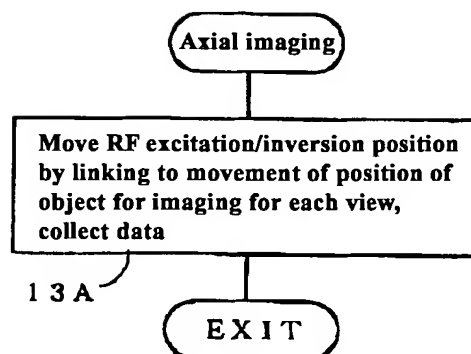 Axial imaging
Move RF excitation/inversion position
by linking to movement of position of
object for imaging for each view,
collect data
13A
EXIT